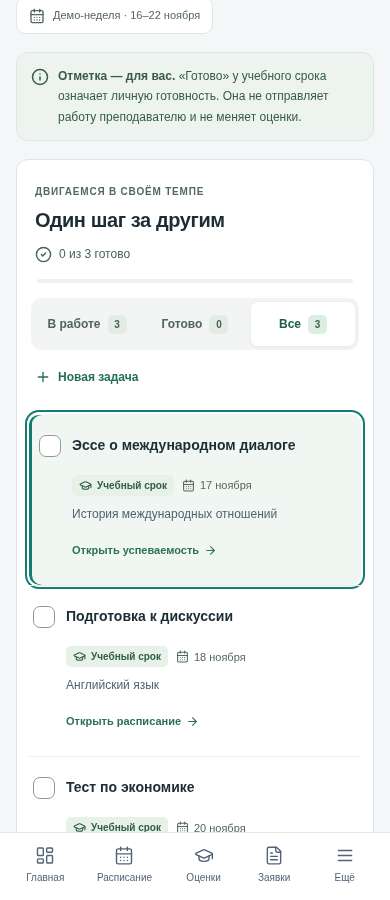 Демо-неделя · 16–22 ноября
Отметка — для вас. «Готово» у учебного срока
означает личную готовность. Она не отправляет
работу преподавателю и не меняет оценки.
ДВИГАЕМСЯ В СВОЁМ ТЕМПЕ
Один шаг за другим
0 из 3 готово
В работе 3 Готово 0 Все 3
Новая задача
Эссе о международном диалоге
Учебный срок 17 ноября
История международных отношений
Открыть успеваемость →
Подготовка к дискуссии
Учебный срок 18 ноября
Английский язык
Открыть расписание →
Тест по экономике
Учебный срок 20 ноября
Главная Расписание Оценки Заявки Ещё